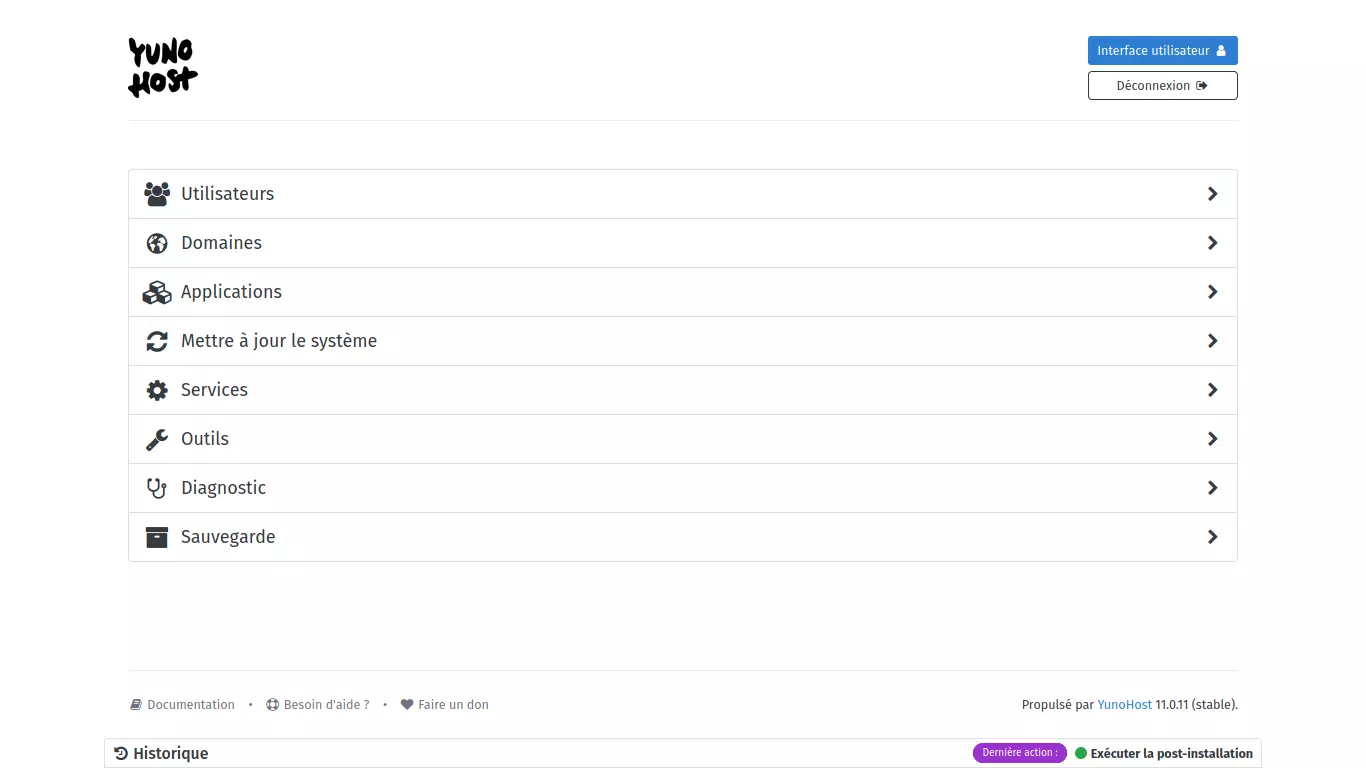 YUNO
HOST
Interface utilisateur
Déconnexion
Utilisateurs
Domaines
Applications
Mettre à jour le système
Services
Outils
Diagnostic
Sauvegarde
Documentation • Besoin d'aide ? • Faire un don
Propulsé par YunoHost 11.0.11 (stable).
Historique
Dernière action : Exécuter la post-installation